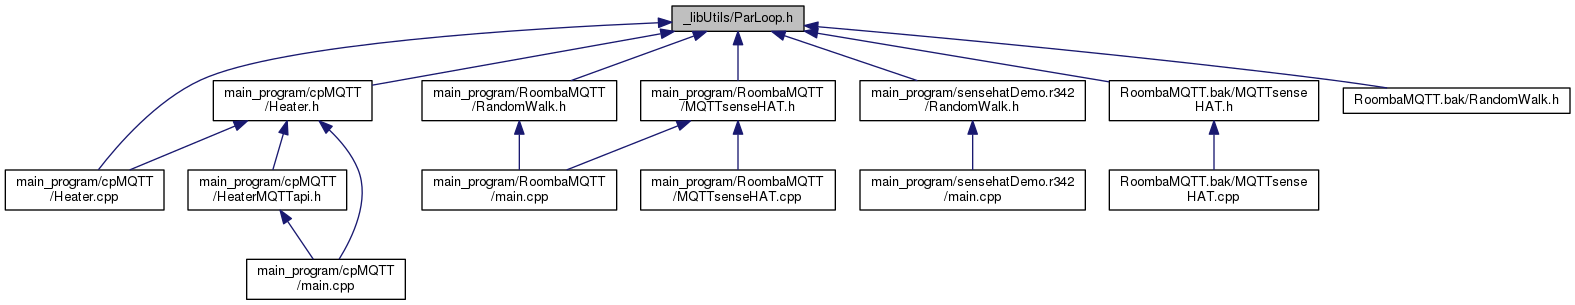 _libUtils/ParLoop.h
main_program/cpMQTT
/Heater.h
main_program/RoombaMQTT
/RandomWalk.h
main_program/RoombaMQTT
/MQTTsenseHAT.h
main_program/sensehatDemo.r342
/RandomWalk.h
RoombaMQTT.bak/MQTTsense
HAT.h
RoombaMQTT.bak/RandomWalk.h
main_program/cpMQTT
/Heater.cpp
main_program/cpMQTT
/HeaterMQTTapi.h
main_program/RoombaMQTT
/main.cpp
main_program/RoombaMQTT
/MQTTsenseHAT.cpp
main_program/sensehatDemo.r342
/main.cpp
RoombaMQTT.bak/MQTTsense
HAT.cpp
main_program/cpMQTT
/main.cpp